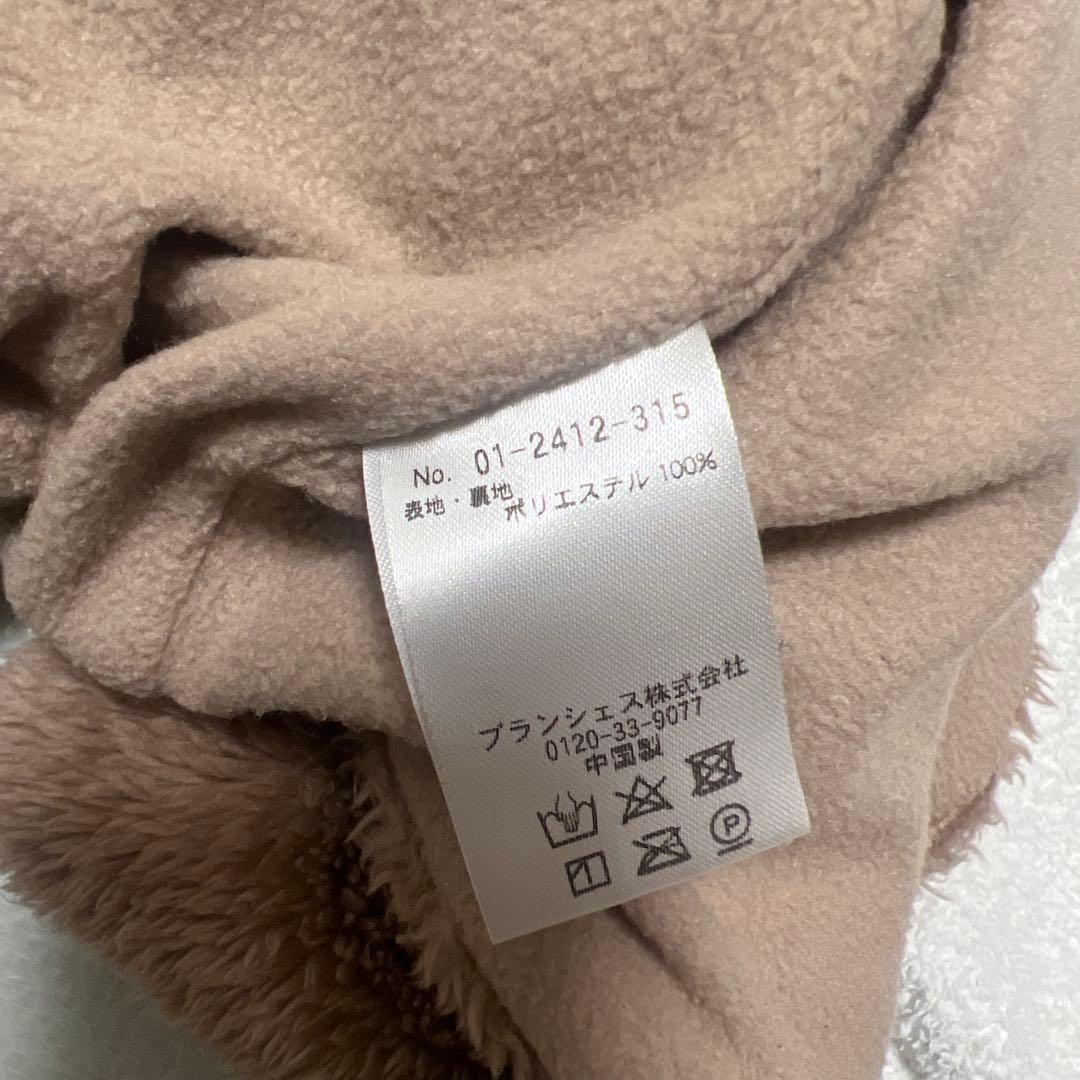 No. 01-2412-315
表地・裏地
ポリエステル 100%
ブランシェス株式会社
0120-33-9077
中国製
P